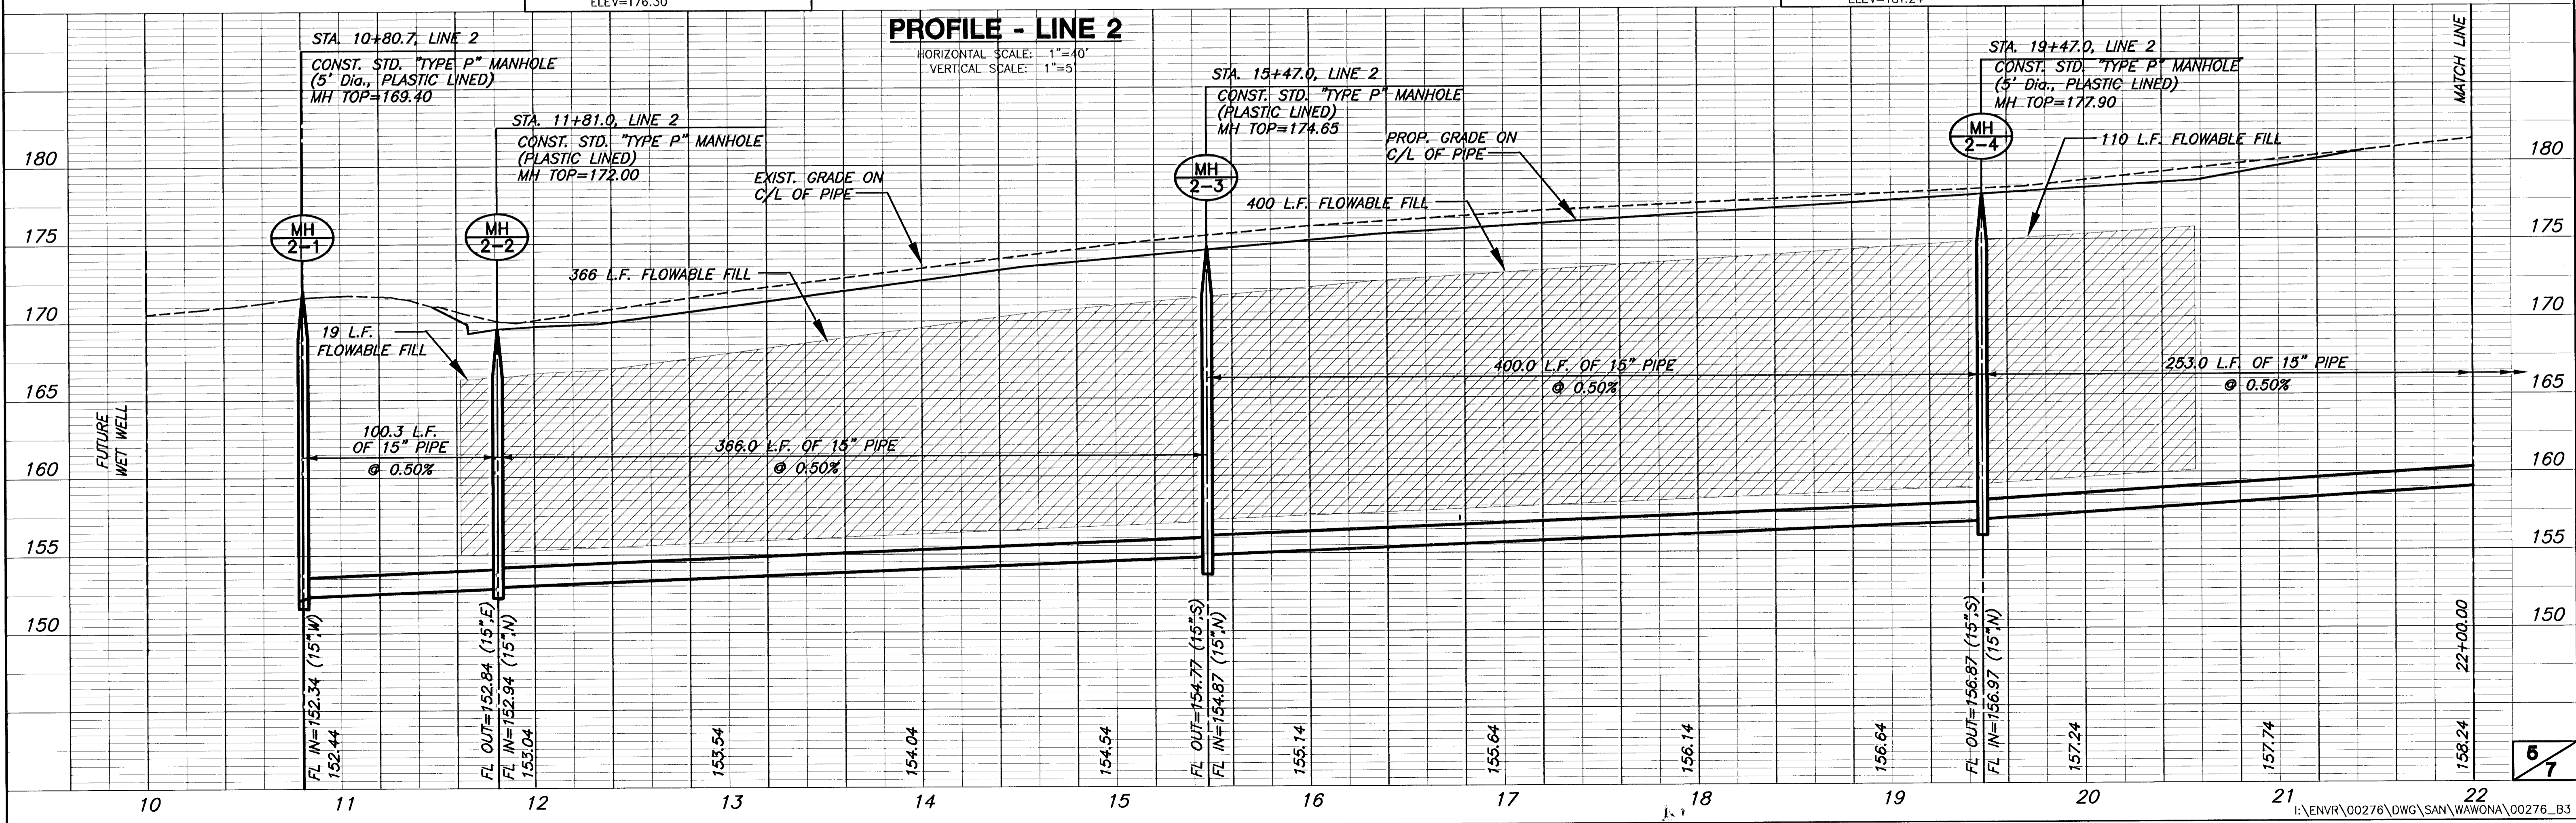 ELEV=176.30
PROFILE - LINE 2
HORIZONTAL SCALE: 1"=40'
VERTICAL SCALE: 1"=5'
STA. 10+80.7, LINE 2
CONST. STD. "TYPE P" MANHOLE
(5' Dia., PLASTIC LINED)
MH TOP=169.40
STA. 11+81.0, LINE 2
CONST. STD. "TYPE P" MANHOLE
(PLASTIC LINED)
MH TOP=172.00
STA. 15+47.0, LINE 2
CONST. STD. "TYPE P" MANHOLE
(PLASTIC LINED)
MH TOP=174.65
STA. 19+47.0, LINE 2
CONST. STD. "TYPE P" MANHOLE
(5' Dia., PLASTIC LINED)
MH TOP=177.90
MATCH LINE
MH
2-1
MH
2-2
MH
2-3
MH
2-4
EXIST. GRADE ON
C/L OF PIPE
PROP. GRADE ON
C/L OF PIPE
19 L.F.
FLOWABLE FILL
366 L.F. FLOWABLE FILL
400 L.F. FLOWABLE FILL
110 L.F. FLOWABLE FILL
FUTURE
WET WELL
100.3 L.F.
OF 15" PIPE
@ 0.50%
366.0 L.F. OF 15" PIPE
@ 0.50%
400.0 L.F. OF 15" PIPE
@ 0.50%
253.0 L.F. OF 15" PIPE
@ 0.50%
180
175
170
165
160
155
150
180
175
170
165
160
155
150
FL IN=152.34 (15",W)
152.44
FL OUT=152.84 (15",E)
FL IN=152.94 (15",N)
153.04
153.54
154.04
154.54
FL OUT=154.77 (15",S)
FL IN=154.87 (15",N)
155.14
155.64
156.14
156.64
FL OUT=156.87 (15",S)
FL IN=156.97 (15",N)
157.24
157.74
158.24
22+00.00
10 11 12 13 14 15 16 17 18 19 20 21 22
5/7
I:\ENVR\00276\DWG\SAN\WAWONA\00276_B3